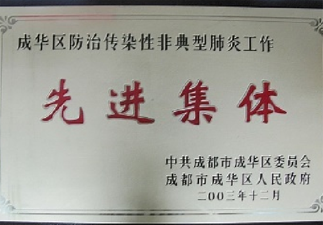 成华区防治传染性非典型肺炎工作
先进集体
中共成都市成华区委员会
成都市成华区人民政府
二00三年十二月